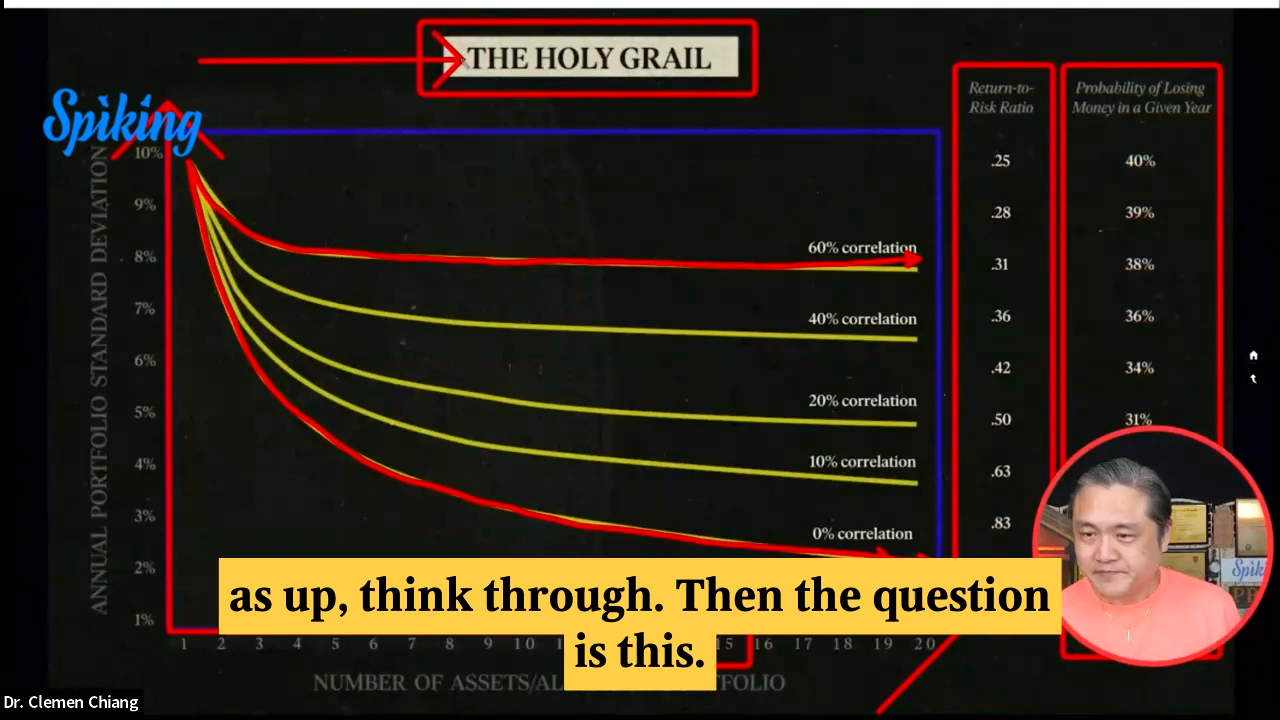 THE HOLY GRAIL
Spiking
Return-to-
Risk Ratio
Probability of Losing
Money in a Given Year
ANNUAL PORTFOLIO STANDARD DEVIATION
10% .25 40%
9% .28 39%
8% .31 38%
7% .36 36%
6% .42 34%
5% .50 31%
4% .63
3% .83
2%
1%
60% correlation
40% correlation
20% correlation
10% correlation
0% correlation
as up, think through. Then the question
is this.
1 2 3 4 5 6 7 8 9 10 15 16 17 18 19 20
NUMBER OF ASSETS/AL FOLIO
Dr. Clemen Chiang